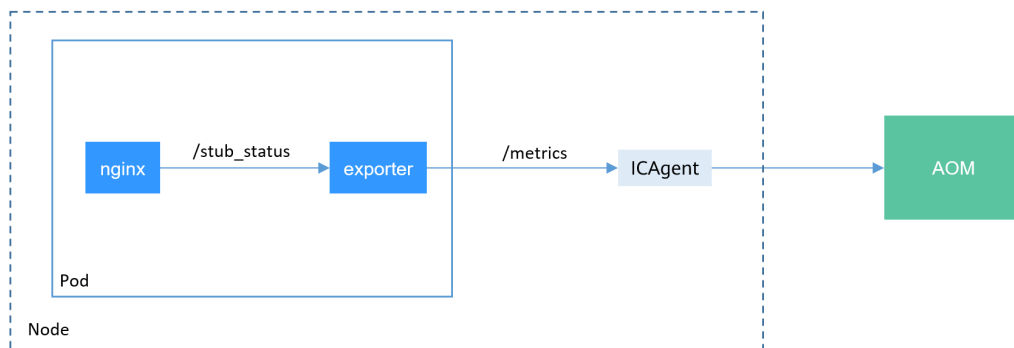 /stub_status
/metrics
nginx
exporter
ICAgent
AOM
Pod
Node